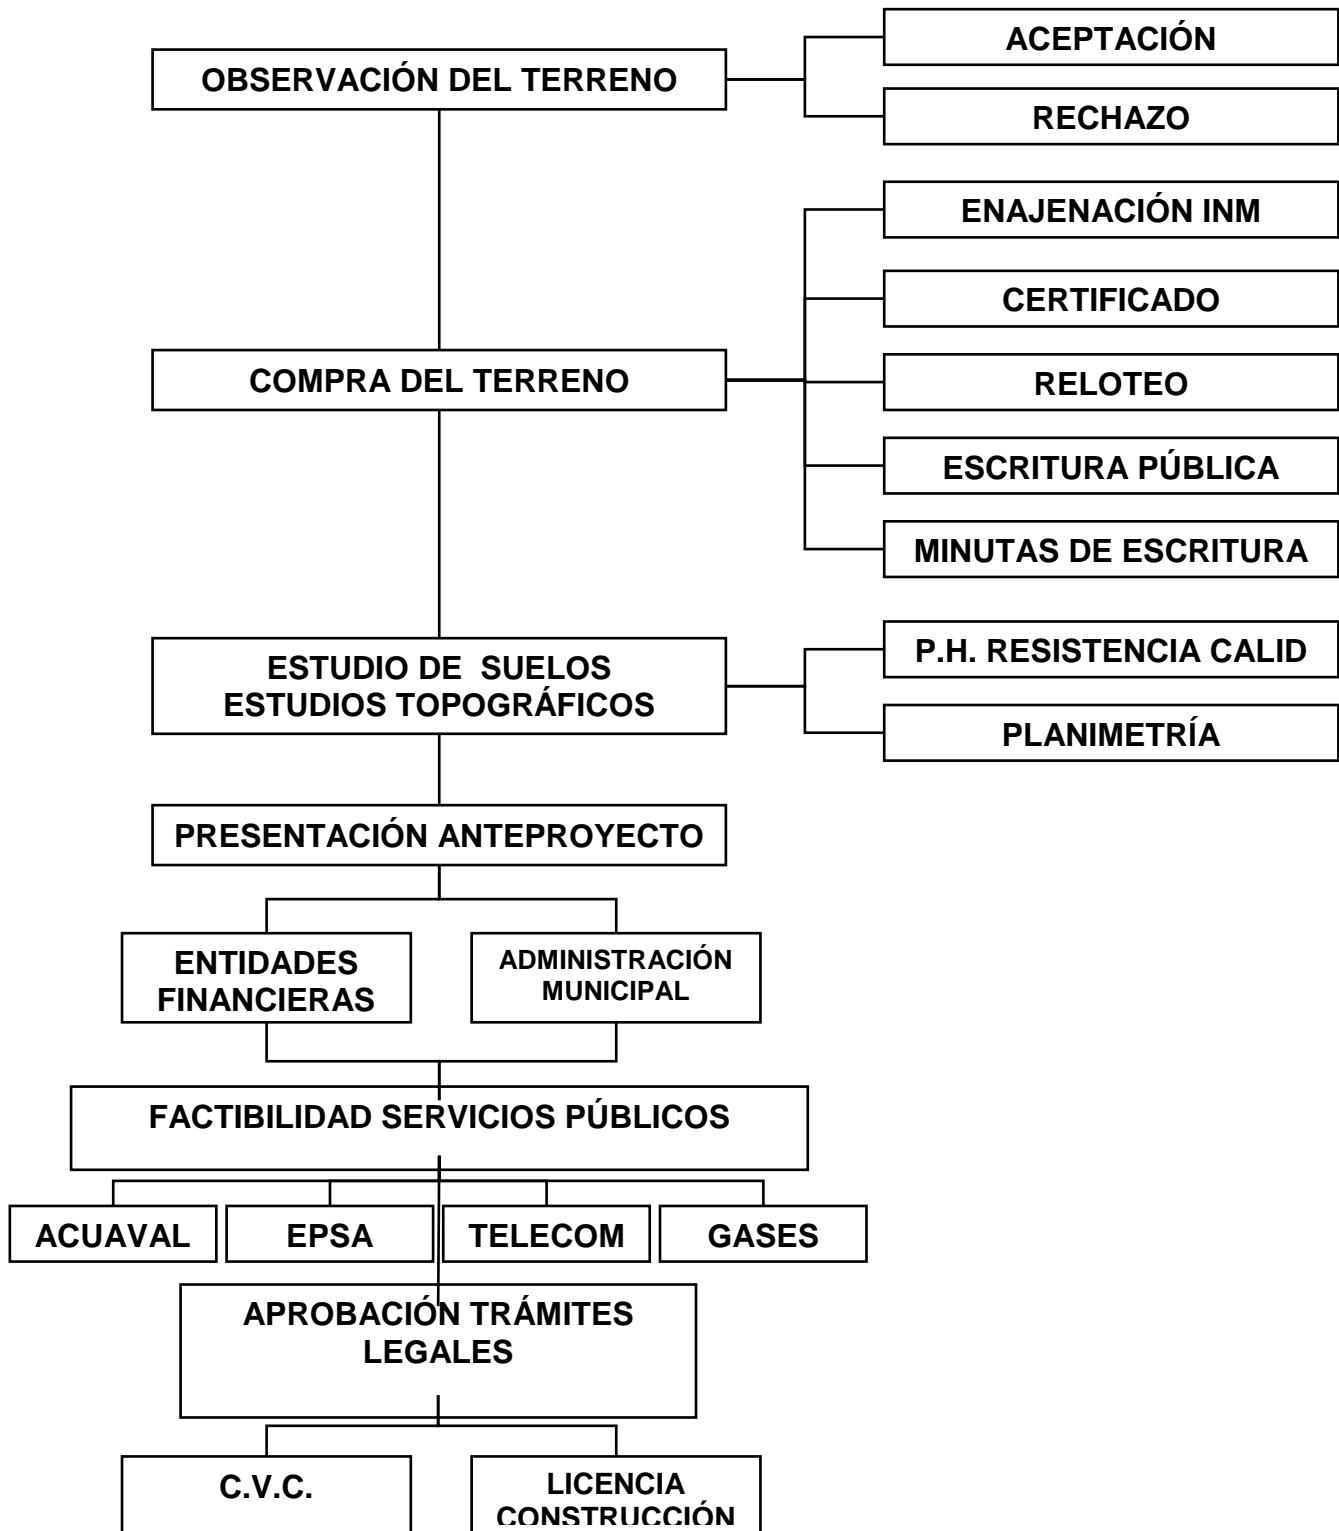 ACEPTACIÓN
OBSERVACIÓN DEL TERRENO
RECHAZO
ENAJENACIÓN INM
CERTIFICADO
COMPRA DEL TERRENO
RELOTEO
ESCRITURA PÚBLICA
MINUTAS DE ESCRITURA
ESTUDIO DE SUELOS
ESTUDIOS TOPOGRÁFICOS
P.H. RESISTENCIA CALID
PLANIMETRÍA
PRESENTACIÓN ANTEPROYECTO
ENTIDADES
FINANCIERAS
ADMINISTRACIÓN
MUNICIPAL
FACTIBILIDAD SERVICIOS PÚBLICOS
ACUAVAL
EPSA
TELECOM
GASES
APROBACIÓN TRÁMITES
LEGALES
C.V.C.
LICENCIA
CONSTRUCCIÓN